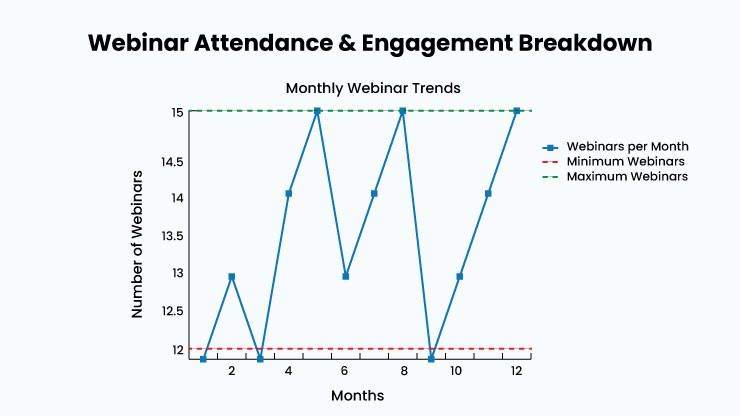 Webinar Attendance & Engagement Breakdown
Monthly Webinar Trends
Number of Webinars
15
14.5
14
13.5
13
12.5
12
2 4 6 8 10 12
Months
Webinars per Month
Minimum Webinars
Maximum Webinars